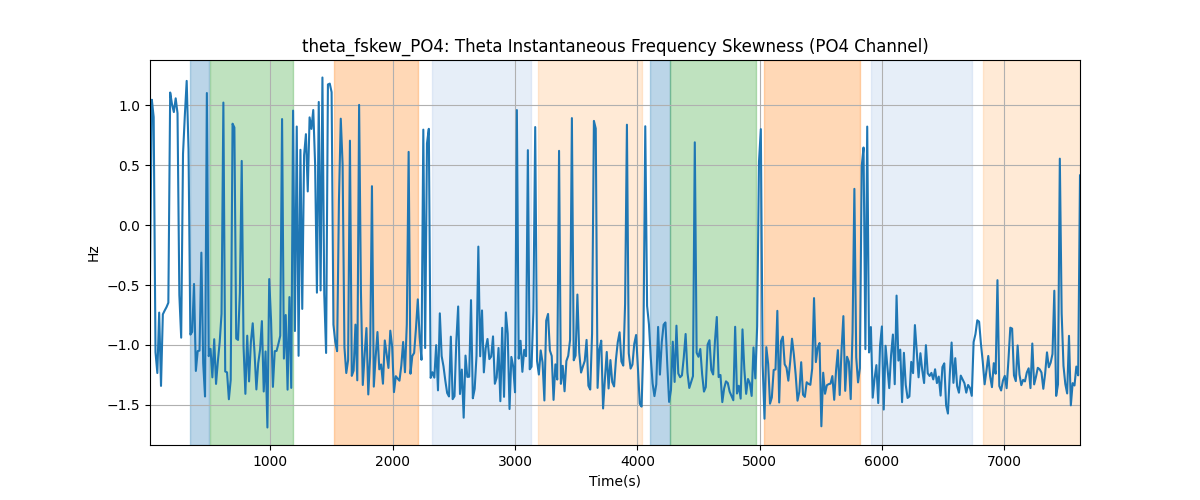 theta_fskew_PO4: Theta Instantaneous Frequency Skewness (PO4 Channel)
1.0
0.5
0.0
−0.5
−1.0
−1.5
Hz
1000 2000 3000 4000 5000 6000 7000
Time(s)